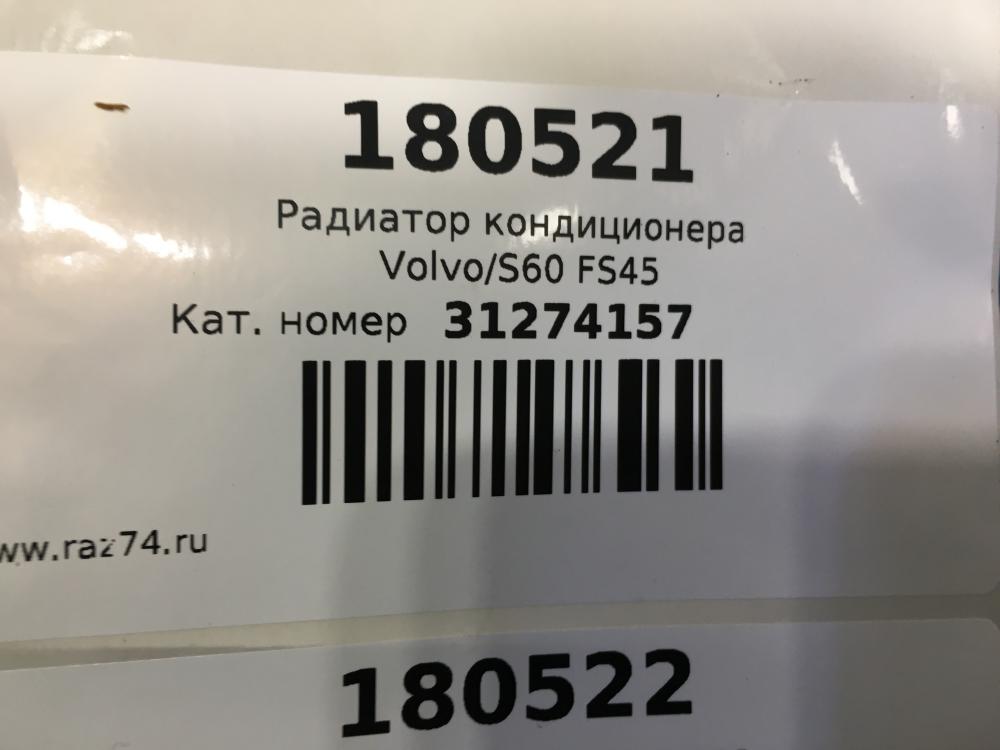 180521
Радиатор кондиционера
Volvo/S60 FS45
Кат. номер 31274157
ww.raz74.ru
180522